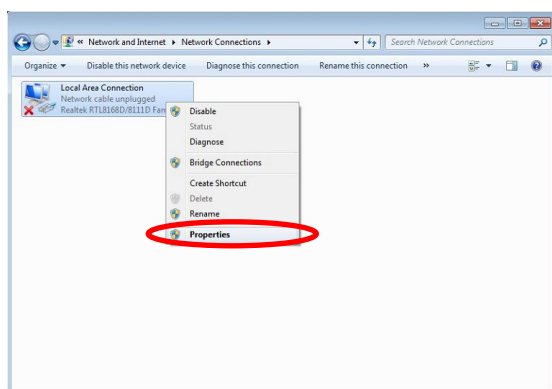 « Network and Internet ▸ Network Connections ▸
Search Network Connections
Organize ▾ Disable this network device Diagnose this connection Rename this connection »
Local Area Connection
Network cable unplugged
Realtek RTL8168D/8111D Fam
Disable
Status
Diagnose
Bridge Connections
Create Shortcut
Delete
Rename
Properties